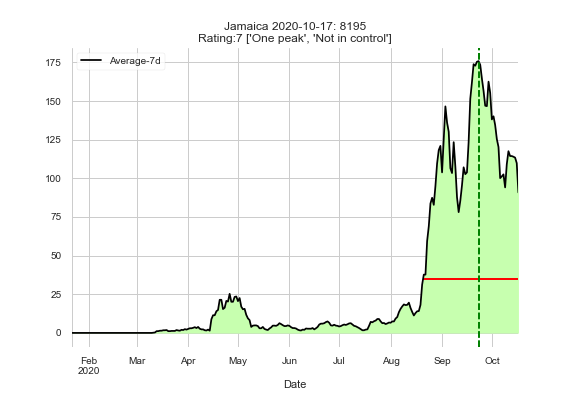 Jamaica 2020-10-17: 8195
Rating:7 ['One peak', 'Not in control']
Average-7d
175
150
125
100
75
50
25
0
Feb Mar Apr May Jun Jul Aug Sep Oct
2020
Date